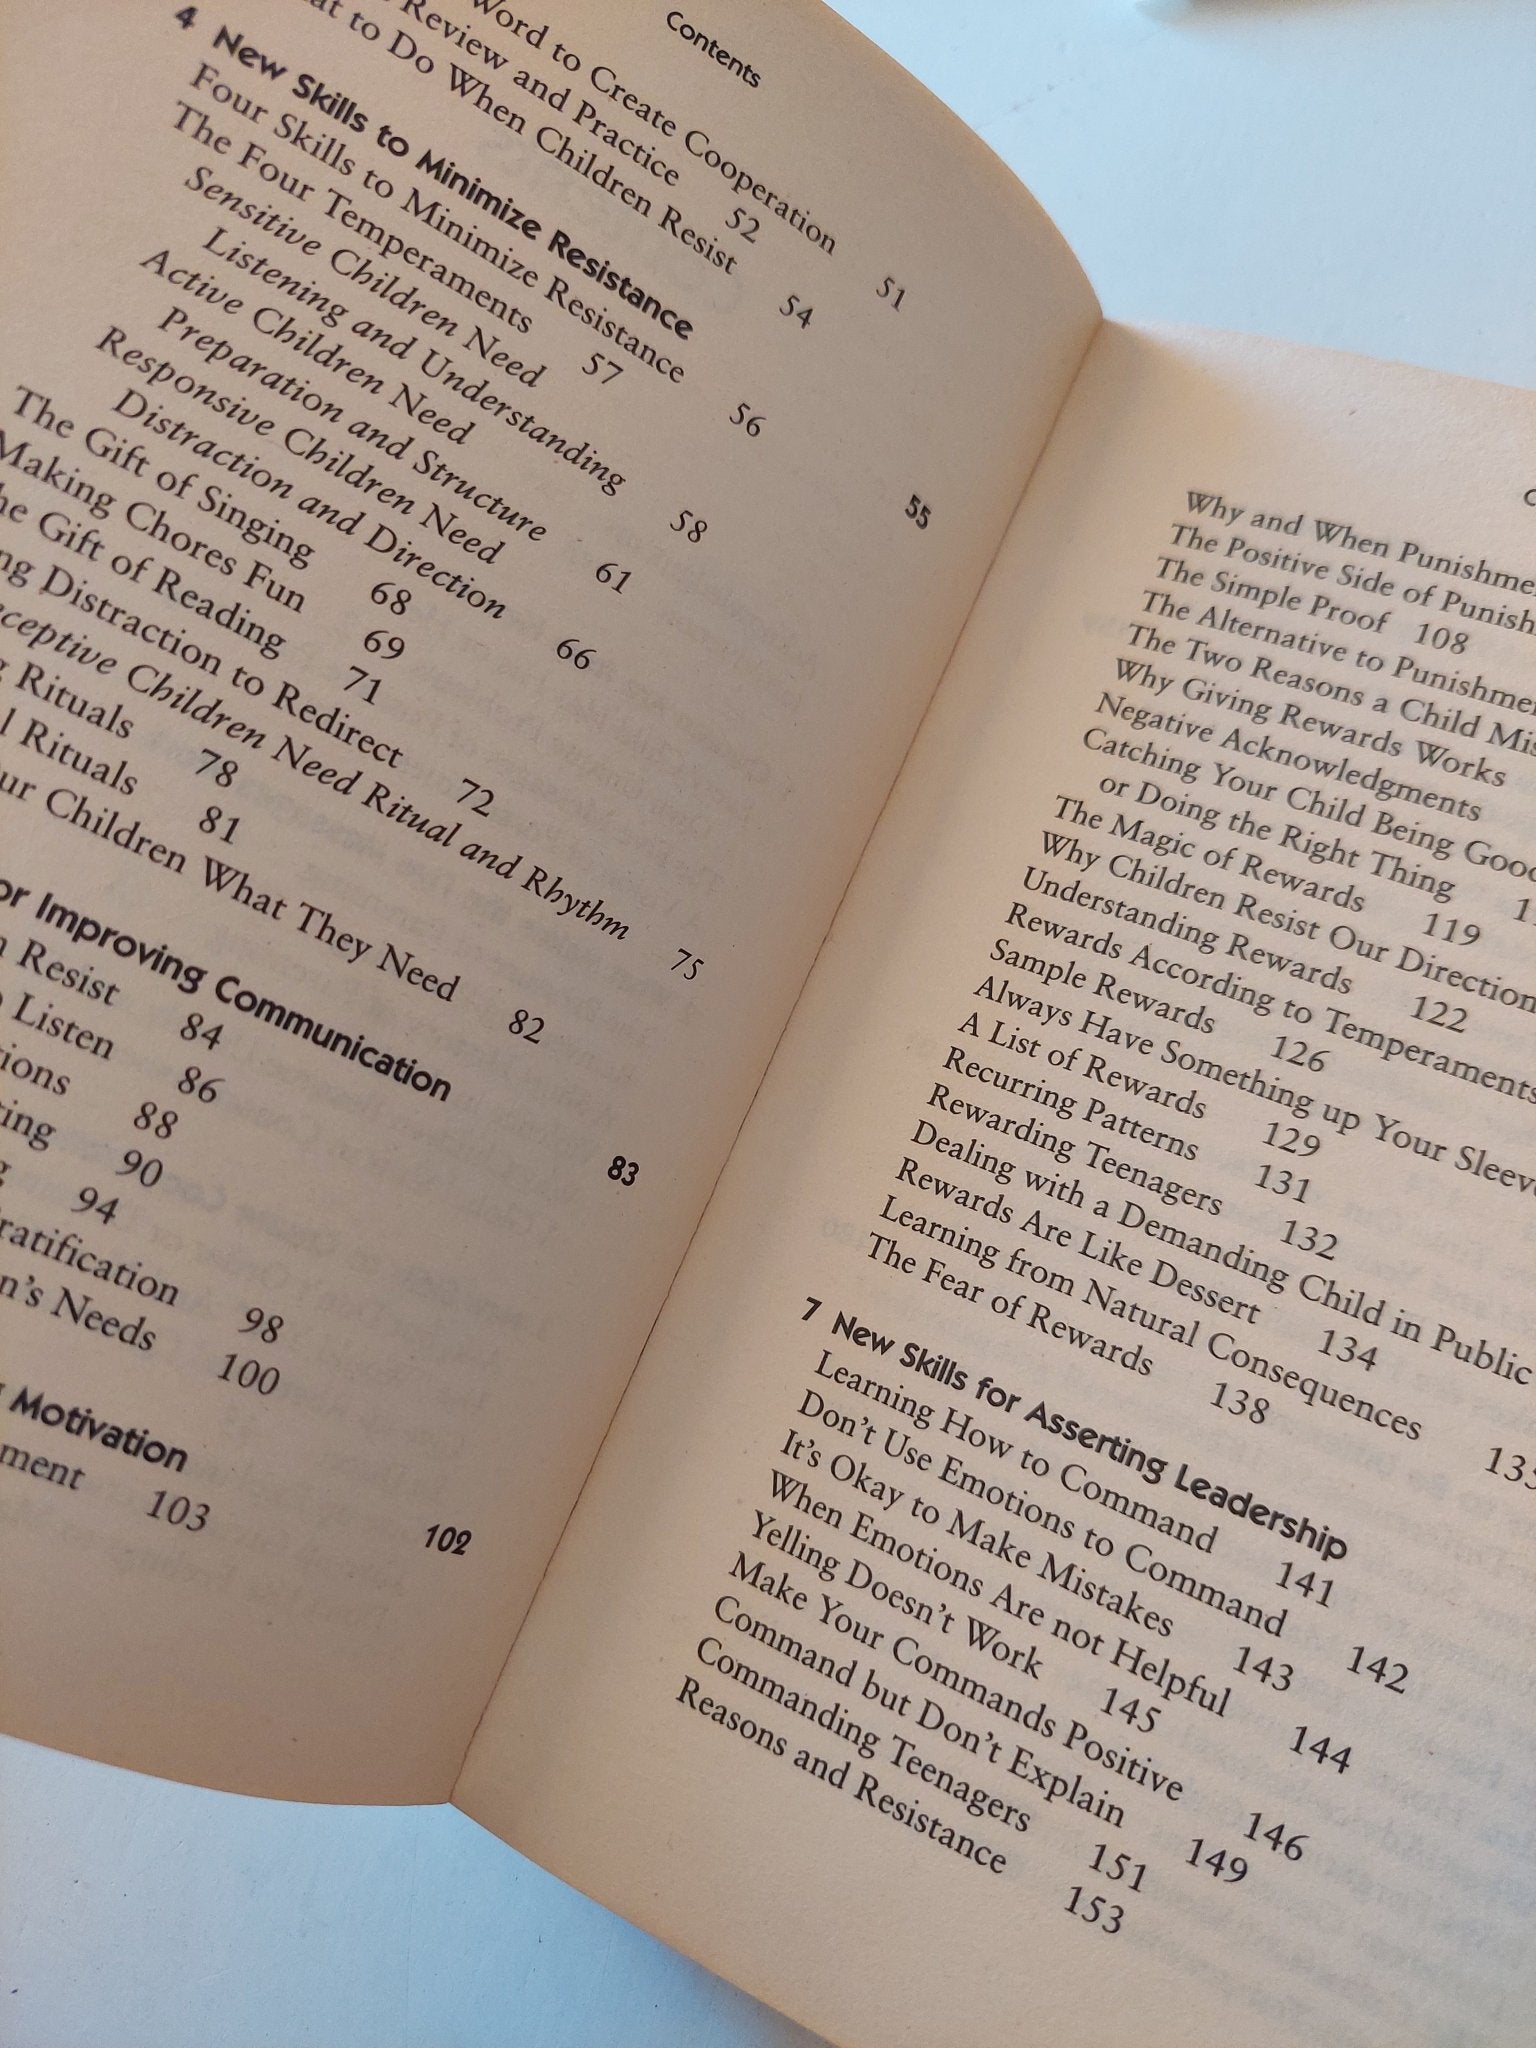 Contents
Word to Create Cooperation 51
Review and Practice 52
to Do When Children Resist 54
4 New Skills to Minimize Resistance 55
Four Skills to Minimize Resistance 56
The Four Temperaments 57
Sensitive Children Need
Listening and Understanding 58
Active Children Need
Preparation and Structure 61
Responsive Children Need
Distraction and Direction 66
The Gift of Singing 68
Making Chores Fun 69
Gift of Reading 71
Distraction to Redirect 72
Children Need Ritual and Rhythm 75
Rituals 78
Rituals 81
Children What They Need 82
Improving Communication 83
Resist 84
Listen 86
88
90
94
98
Needs 100
Motivation 102
103
Why and When
The Positive Side of
The Simple Proof 108
The Alternative to
The Two Reasons a Child
Why Giving Rewards Works
Negative Acknowledgments
Catching Your Child Being
or Doing the Right Thing
The Magic of Rewards 119
Why Children Resist Our Direction
Understanding Rewards 122
Rewards According to Temperaments
Sample Rewards 126
Always Have Something up Your
A List of Rewards 129
Recurring Patterns 131
Rewarding Teenagers 132
Dealing with a Demanding Child in Public
Rewards Are Like Dessert 134
Learning from Natural Consequences 135
The Fear of Rewards 138
7 New Skills for Asserting Leadership
Learning How to Command 141
Don't Use Emotions to Command 142
It's Okay to Make Mistakes 143
When Emotions Are not Helpful 144
Yelling Doesn't Work 145
Make Your Commands Positive 146
Command but Don't Explain 149
Commanding Teenagers 151
Reasons and Resistance 153